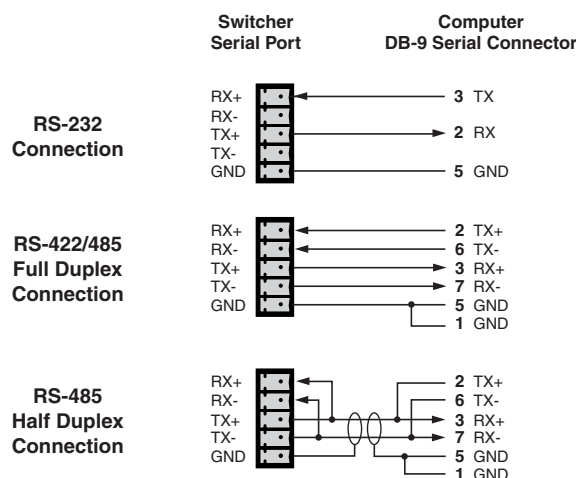 Switcher Computer
Serial Port DB-9 Serial Connector
RS-232
Connection
RX+ 3 TX
RX-
TX+ 2 RX
TX-
GND 5 GND
RS-422/485
Full Duplex
Connection
RX+ 2 TX+
RX- 6 TX-
TX+ 3 RX+
TX- 7 RX-
GND 5 GND
1 GND
RS-485
Half Duplex
Connection
RX+ 2 TX+
RX- 6 TX-
TX+ 3 RX+
TX- 7 RX-
GND 5 GND
1 GND